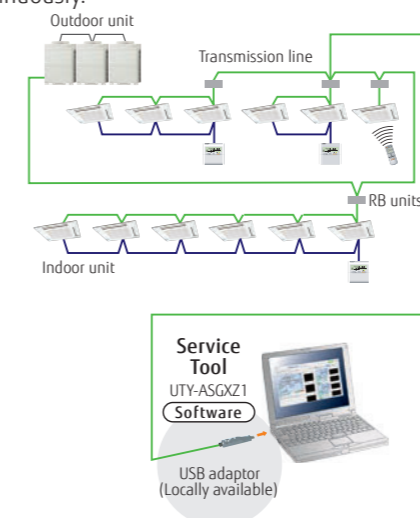 Outdoor unit
Transmission line
RB units
Indoor unit
Service
Tool
UTY-ASGXZ1
Software
USB adaptor
(Locally available)